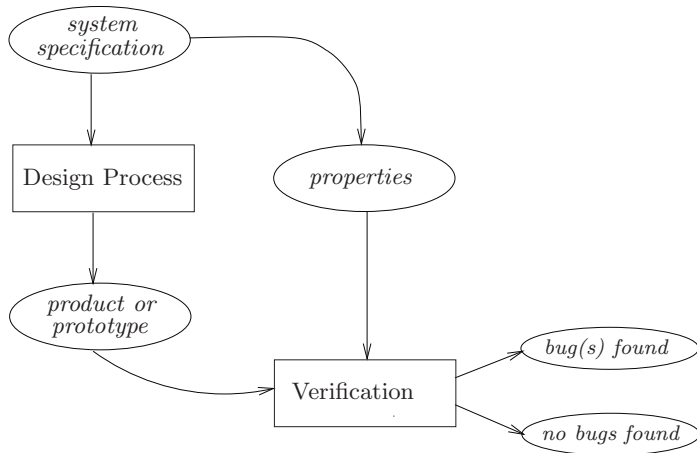 system
specification
Design Process
properties
product or
prototype
bug(s) found
Verification
no bugs found